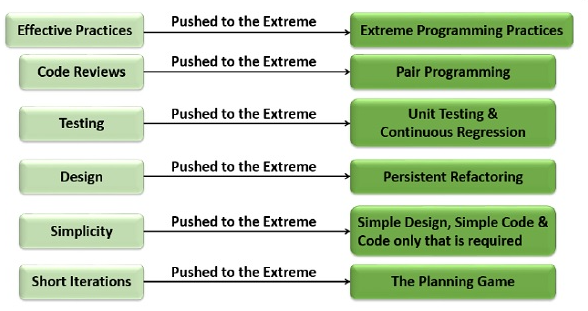 Effective Practices
Pushed to the Extreme
Extreme Programming Practices
Code Reviews
Pushed to the Extreme
Pair Programming
Testing
Pushed to the Extreme
Unit Testing &
Continuous Regression
Design
Pushed to the Extreme
Persistent Refactoring
Simplicity
Pushed to the Extreme
Simple Design, Simple Code &
Code only that is required
Short Iterations
Pushed to the Extreme
The Planning Game